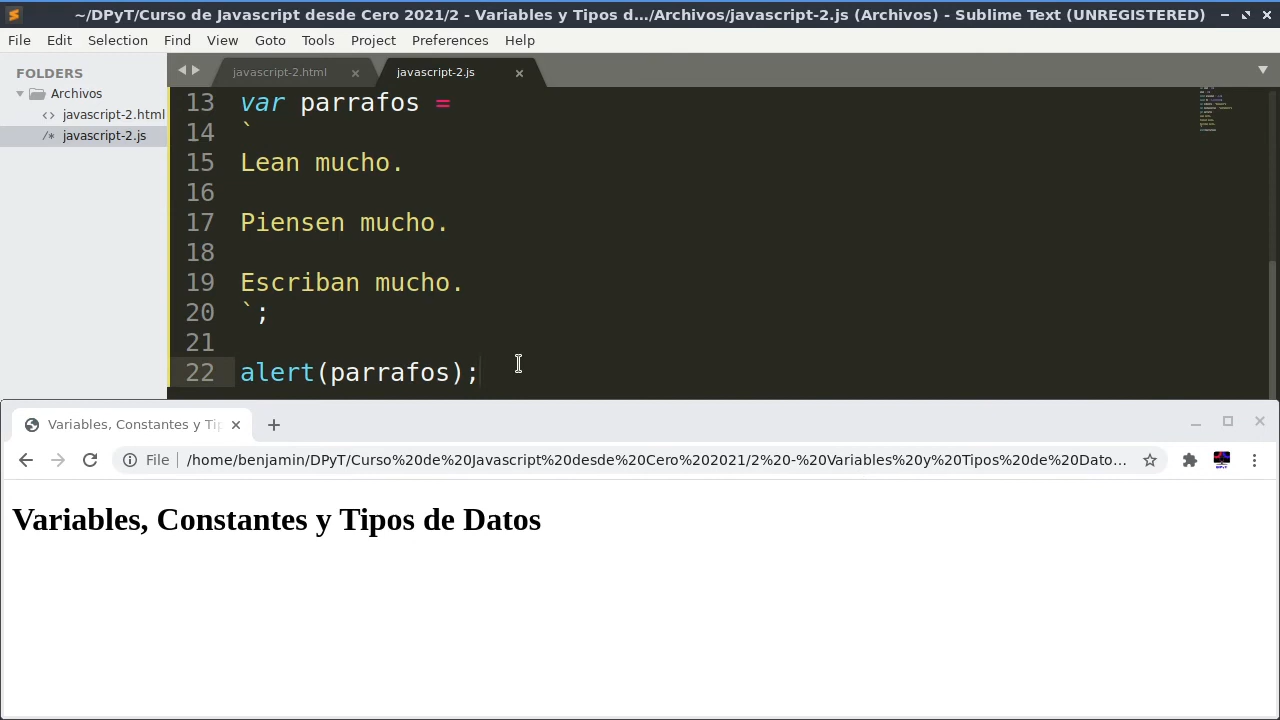 ~/DPyT/Curso de Javascript desde Cero 2021/2 - Variables y Tipos d.../Archivos/javascript-2.js (Archivos) - Sublime Text (UNREGISTERED)
File Edit Selection Find View Goto Tools Project Preferences Help
FOLDERS
Archivos
<> javascript-2.html
/* javascript-2.js
javascript-2.html
javascript-2.js
13 var parrafos =
14 `
15 Lean mucho.
16
17 Piensen mucho.
18
19 Escriban mucho.
20 `;
21
22 alert(parrafos);
Variables, Constantes y Tip
File /home/benjamin/DPyT/Curso%20de%20Javascript%20desde%20Cero%202021/2%20-%20Variables%20y%20Tipos%20de%20Dato...
Variables, Constantes y Tipos de Datos